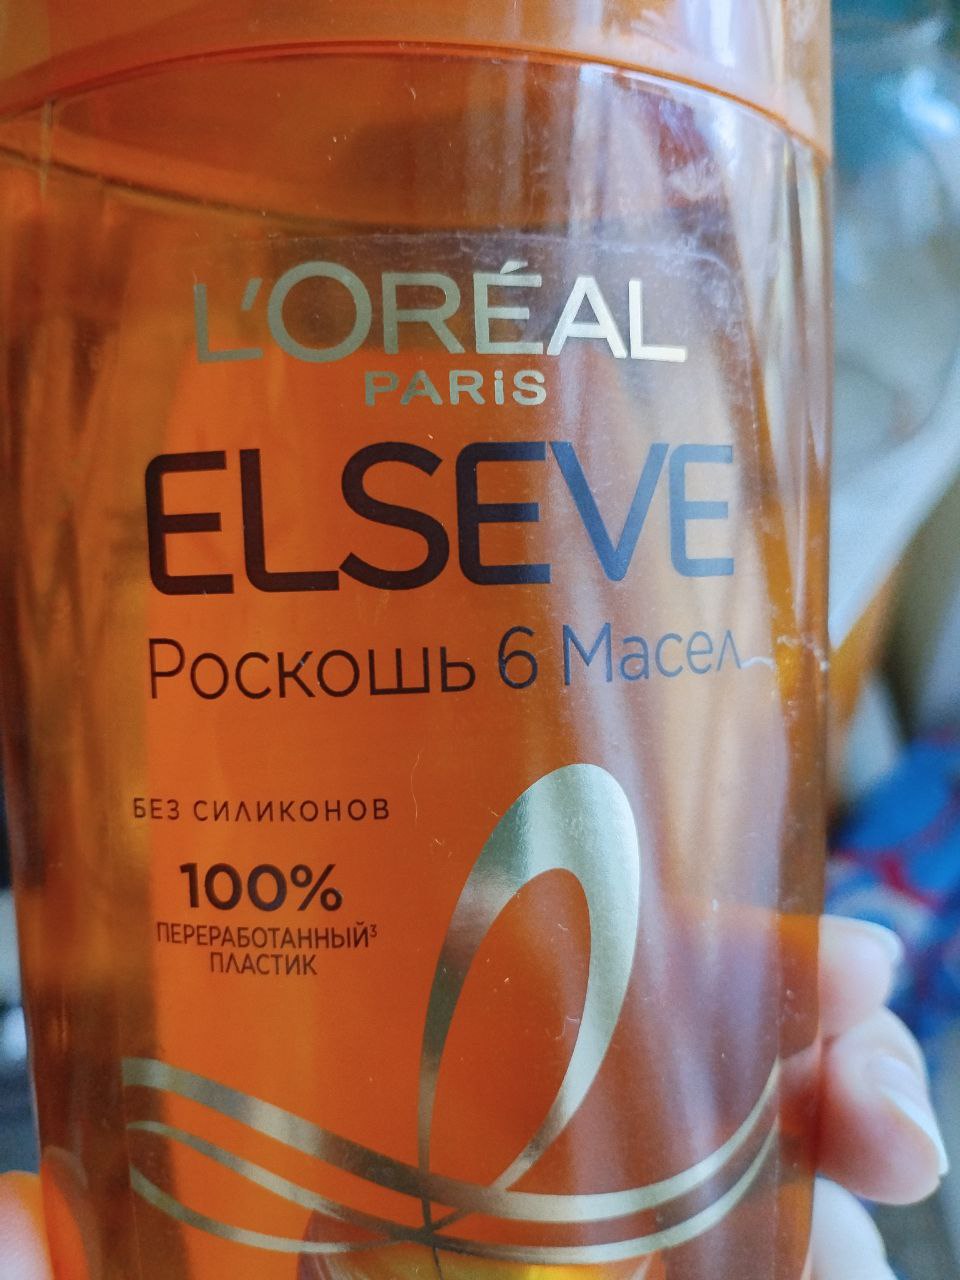 L'ORÉAL
PARiS
ELSEVE
Роскошь 6 Масел
БЕЗ СИЛИКОНОВ
100%
ПЕРЕРАБОТАННЫЙ³
ПЛАСТИК